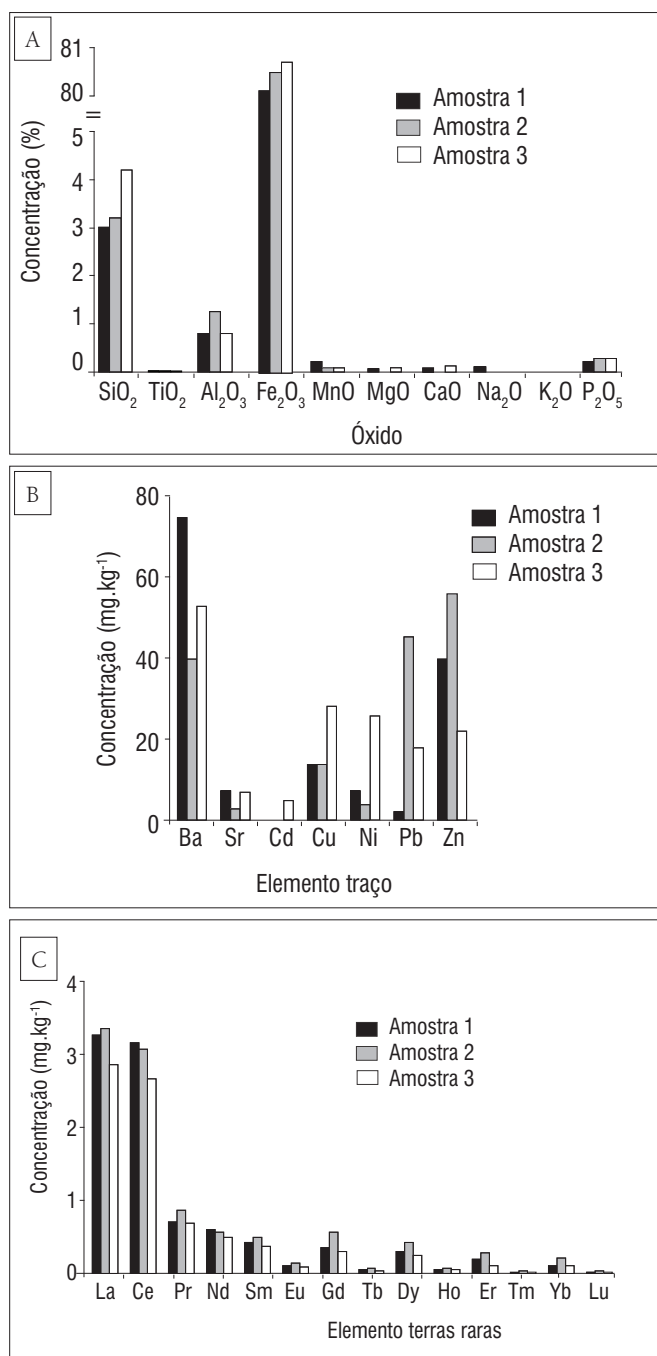 A
Concentração (%)
81
80
=
5
4
3
2
1
0
Amostra 1
Amostra 2
Amostra 3
SiO₂ TiO₂ Al₂O₃ Fe₂O₃ MnO MgO CaO Na₂O K₂O P₂O₅
Óxido
B
Concentração (mg.kg⁻¹)
80
60
40
20
0
Amostra 1
Amostra 2
Amostra 3
Ba Sr Cd Cu Ni Pb Zn
Elemento traço
C
Concentração (mg.kg⁻¹)
4
3
2
1
0
Amostra 1
Amostra 2
Amostra 3
La Ce Pr Nd Sm Eu Gd Tb Dy Ho Er Tm Yb Lu
Elemento terras raras